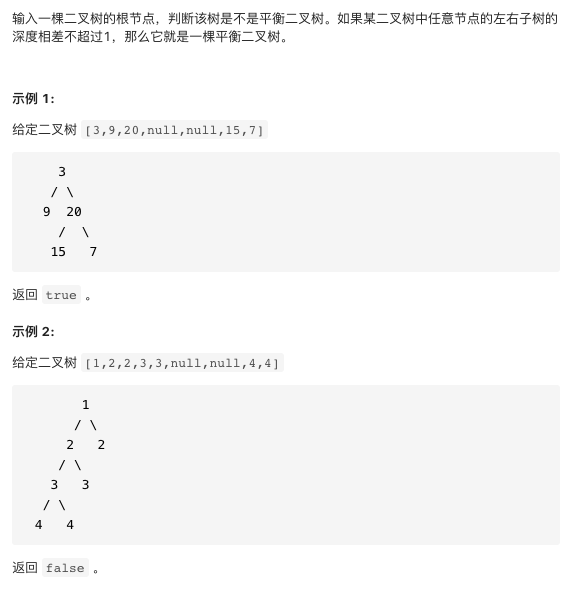 输入一棵二叉树的根节点，判断该树是不是平衡二叉树。如果某二叉树中任意节点的左右子树的
深度相差不超过1，那么它就是一棵平衡二叉树。
示例 1:
给定二叉树 [3,9,20,null,null,15,7]
3
/ \
9 20
/ \
15 7
返回 true 。
示例 2:
给定二叉树 [1,2,2,3,3,null,null,4,4]
1
/ \
2 2
/ \
3 3
/ \
4 4
返回 false 。